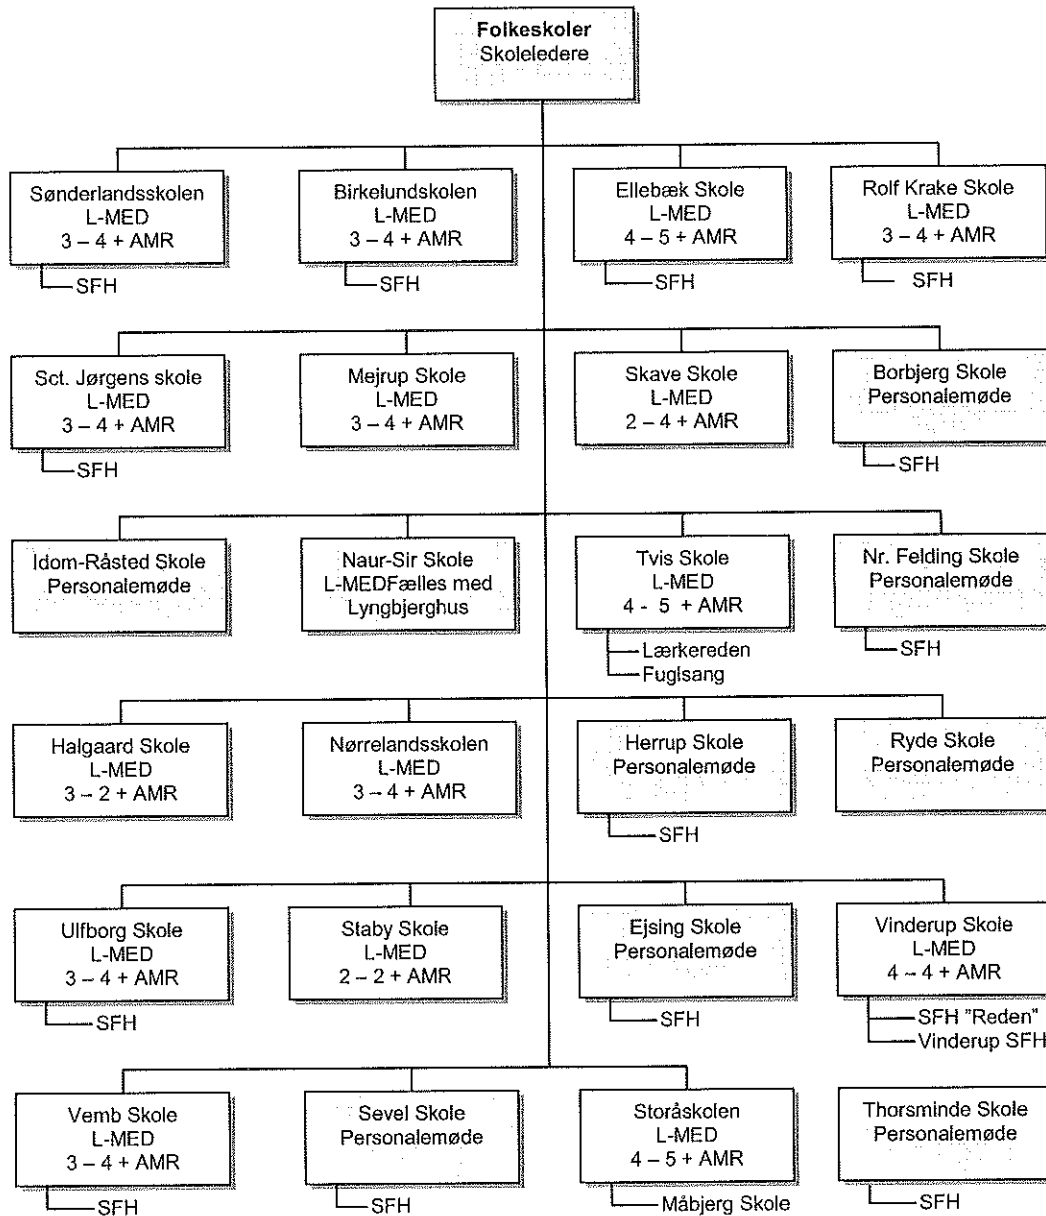 Folkeskoler
Skoleledere
Sønderlandsskolen
L-MED
3 – 4 + AMR
SFH
Birkelundskolen
L-MED
3 – 4 + AMR
SFH
Ellebæk Skole
L-MED
4 – 5 + AMR
SFH
Rolf Krake Skole
L-MED
3 – 4 + AMR
SFH
Sct. Jørgens skole
L-MED
3 – 4 + AMR
SFH
Mejrup Skole
L-MED
3 – 4 + AMR
Skave Skole
L-MED
2 – 4 + AMR
Borbjerg Skole
Personalemøde
SFH
Idom-Råsted Skole
Personalemøde
Naur-Sir Skole
L-MEDFælles med
Lyngbjerghus
Tvis Skole
L-MED
4 - 5 + AMR
Lærkereden
Fuglsang
Nr. Felding Skole
Personalemøde
SFH
Halgaard Skole
L-MED
3 – 2 + AMR
Nørrelandsskolen
L-MED
3 – 4 + AMR
Herrup Skole
Personalemøde
SFH
Ryde Skole
Personalemøde
Ulfborg Skole
L-MED
3 – 4 + AMR
SFH
Staby Skole
L-MED
2 – 2 + AMR
Ejsing Skole
Personalemøde
SFH
Vinderup Skole
L-MED
4 – 4 + AMR
SFH ”Reden”
Vinderup SFH
Vemb Skole
L-MED
3 – 4 + AMR
SFH
Sevel Skole
Personalemøde
SFH
Storåskolen
L-MED
4 – 5 + AMR
Måbjerg Skole
Thorsminde Skole
Personalemøde
SFH